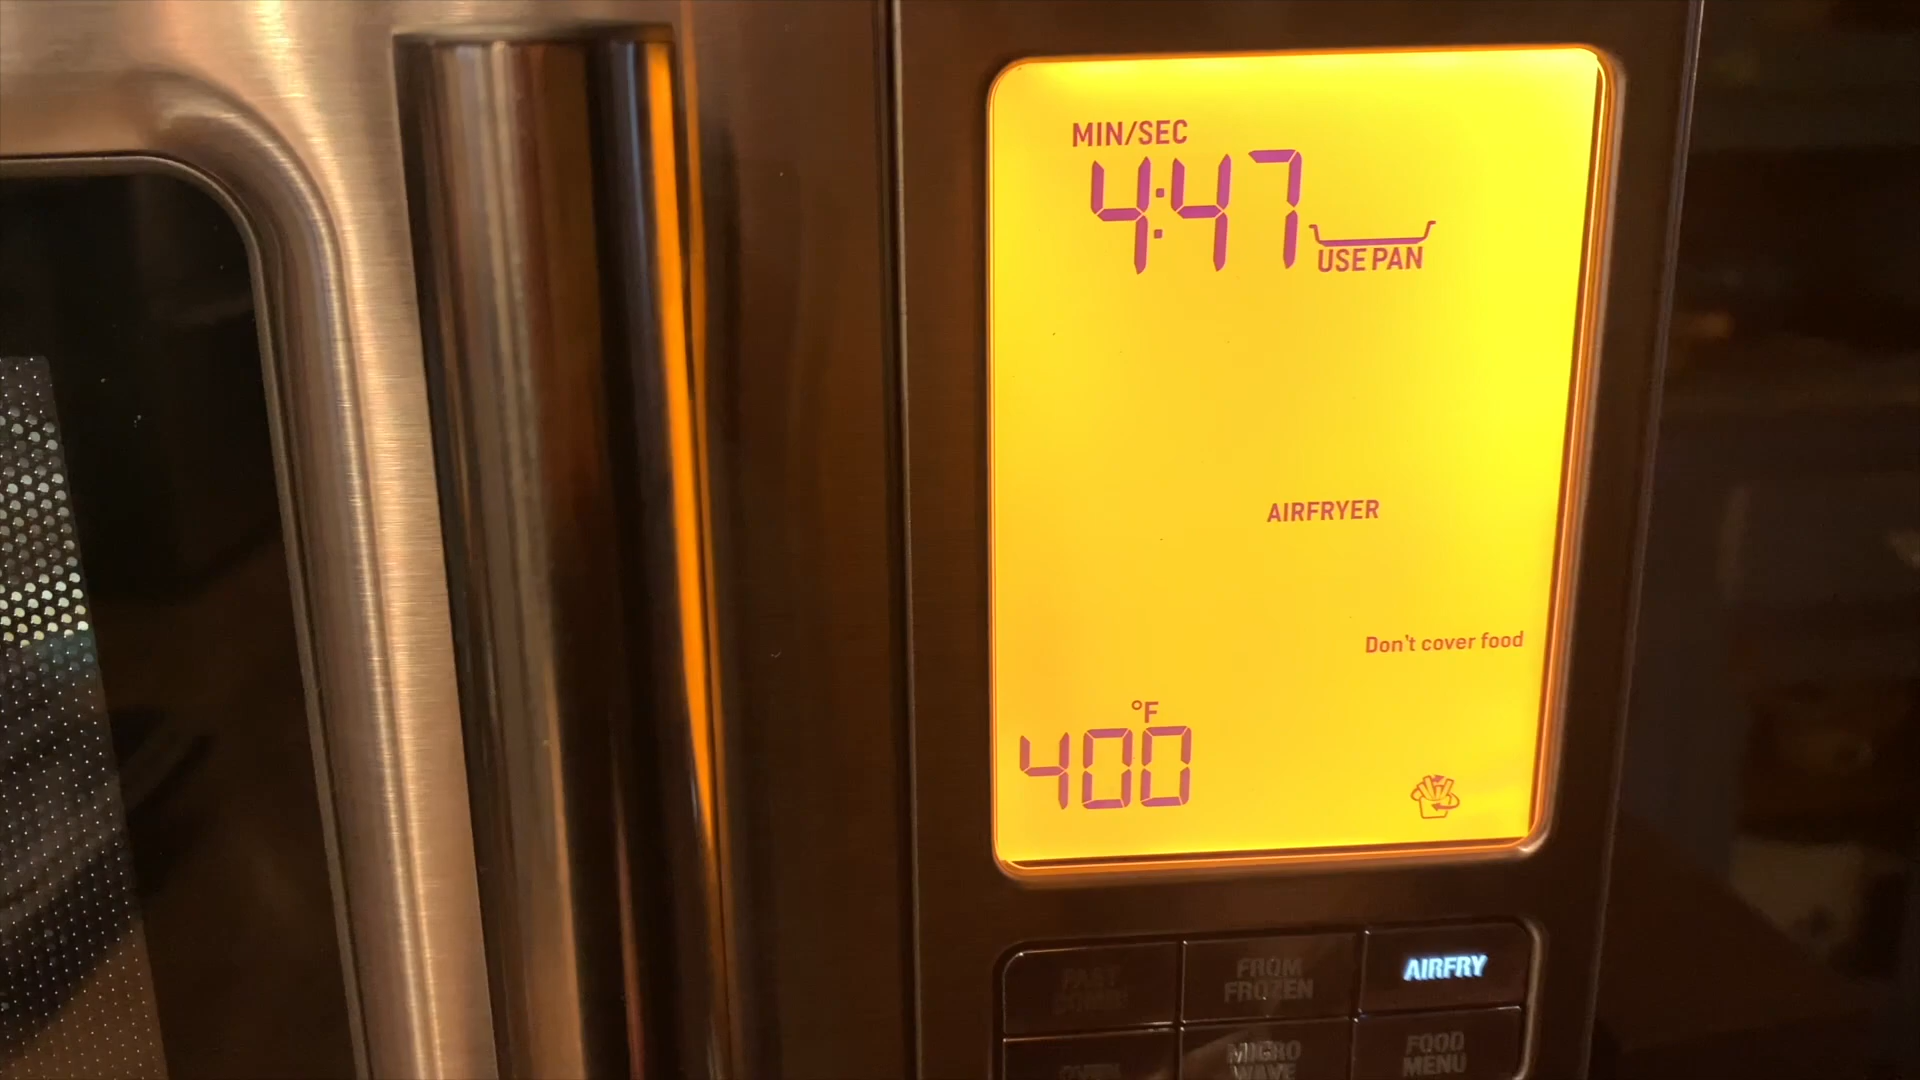 MIN/SEC
4:47
USE PAN
AIRFRYER
Don't cover food
°F
400
FAST
FROM
FROZEN
AIRFRY
MICRO
WAVE
FOOD
MENU